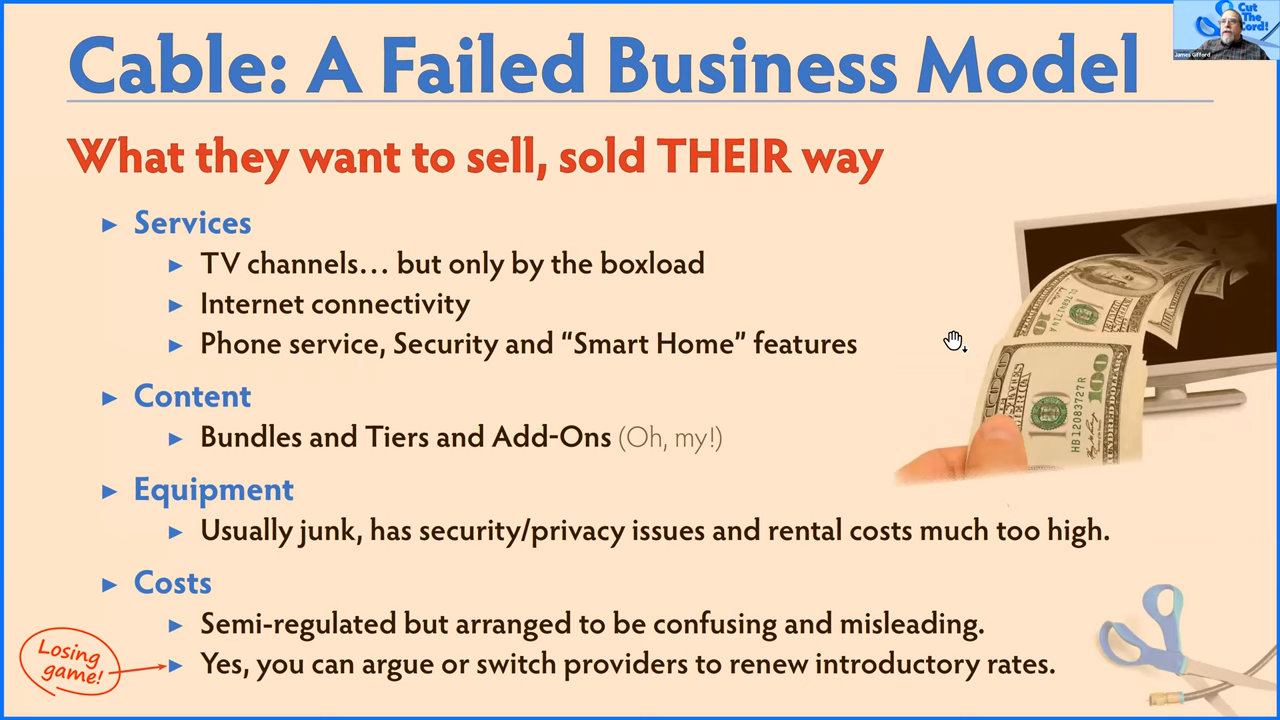 Cut
The
Cord!
James Gifford
Cable: A Failed Business Model
What they want to sell, sold THEIR way
► Services
► TV channels… but only by the boxload
► Internet connectivity
► Phone service, Security and “Smart Home” features
► Content
► Bundles and Tiers and Add-Ons (Oh, my!)
► Equipment
► Usually junk, has security/privacy issues and rental costs much too high.
► Costs
► Semi-regulated but arranged to be confusing and misleading.
Losing
game!
► Yes, you can argue or switch providers to renew introductory rates.
HB12083727R
100